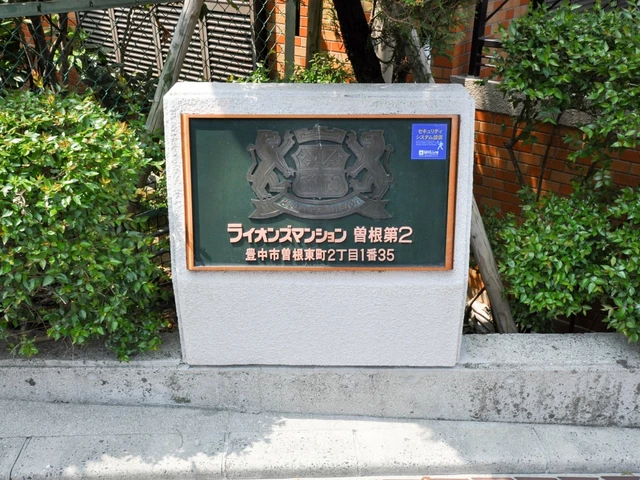 セキュリティ
システム設置
ライオンズマンション 曽根第2
豊中市曽根東町2丁目1番35